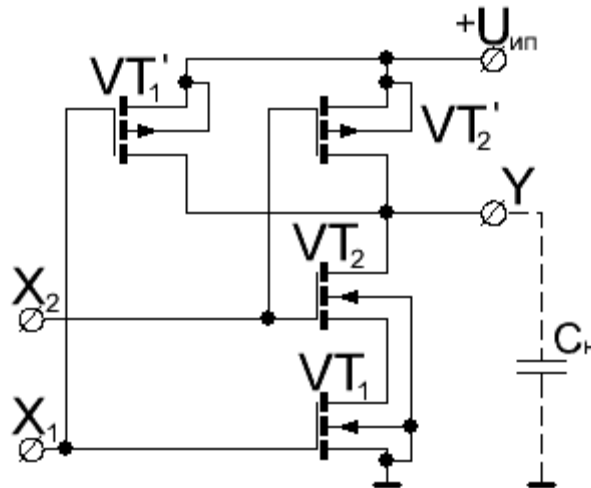 +Uип
VT1'
VT2'
Y
VT2
X2
Cн
VT1
X1